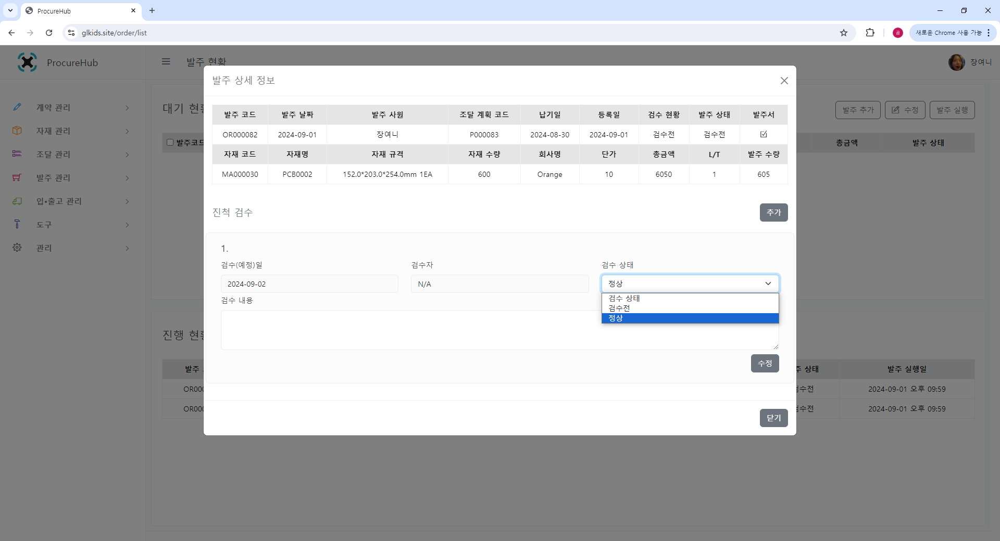 ProcureHub
glkids.site/order/list
곰
새로운 Chrome 사용 가능
ProcureHub
발주 현황
장여니
계약 관리
자재 관리
조달 관리
발주 관리
입•출고 관리
도구
관리
대기 현황
발주 추가
수정
발주 실행
발주코드
총금액
발주 상태
발주 상세 정보
발주 코드 발주 날짜 발주 사원 조달 계획 코드 납기일 등록일 검수 현황 발주 상태 발주서
OR000082 2024-09-01 장여니 P000083 2024-08-30 2024-09-01 검수전 검수전
자재 코드 자재명 자재 규격 자재 수량 회사명 단가 총금액 L/T 발주 수량
MA000030 PCB0002 152.0*203.0*254.0mm 1EA 600 Orange 10 6050 1 605
진척 검수
추가
1.
검수(예정)일 검수자 검수 상태
2024-09-02 N/A 정상
검수 상태
검수전
정상
검수 내용
수정
닫기
진행 현황
발주 주 상태 발주 실행일
OR000 검수전 2024-09-01 오후 09:59
OR000 검수전 2024-09-01 오후 09:59